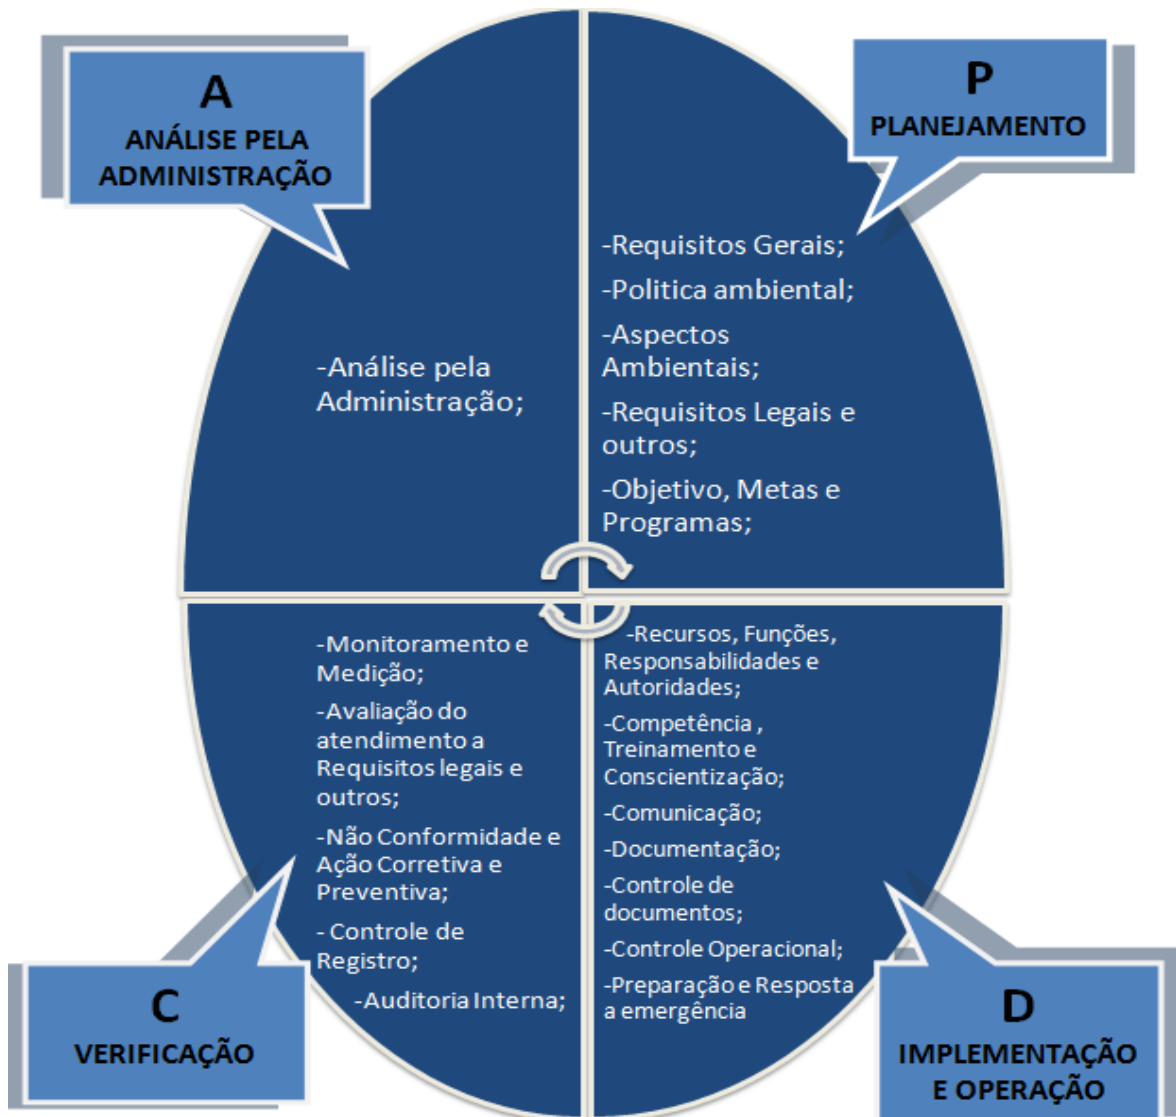 A
ANÁLISE PELA
ADMINISTRAÇÃO
-Análise pela
Administração;
P
PLANEJAMENTO
-Requisitos Gerais;
-Politica ambiental;
-Aspectos
Ambientais;
-Requisitos Legais e
outros;
-Objetivo, Metas e
Programas;
-Monitoramento e
Medição;
-Avaliação do
atendimento a
Requisitos legais e
outros;
-Não Conformidade e
Ação Corretiva e
Preventiva;
- Controle de
Registro;
-Auditoria Interna;
C
VERIFICAÇÃO
-Recursos, Funções,
Responsabilidades e
Autoridades;
-Competência ,
Treinamento e
Conscientização;
-Comunicação;
-Documentação;
-Controle de
documentos;
-Controle Operacional;
-Preparação e Resposta
a emergência
D
IMPLEMENTAÇÃO
E OPERAÇÃO